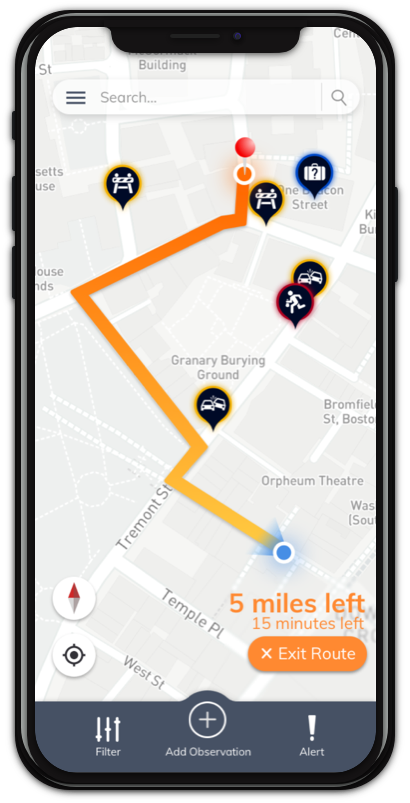 Cen
Building
St
Search...
setts
use
One Beacon
Street
Ki
Bu
ouse
nds
Granary Burying
Ground
Bromfiel
St, Bosto
Orpheum Theatre
Was
(Sout
Tremont St
5 miles left
15 minutes left
Temple Pl
✕ Exit Route
West St
Filter
Add Observation
Alert